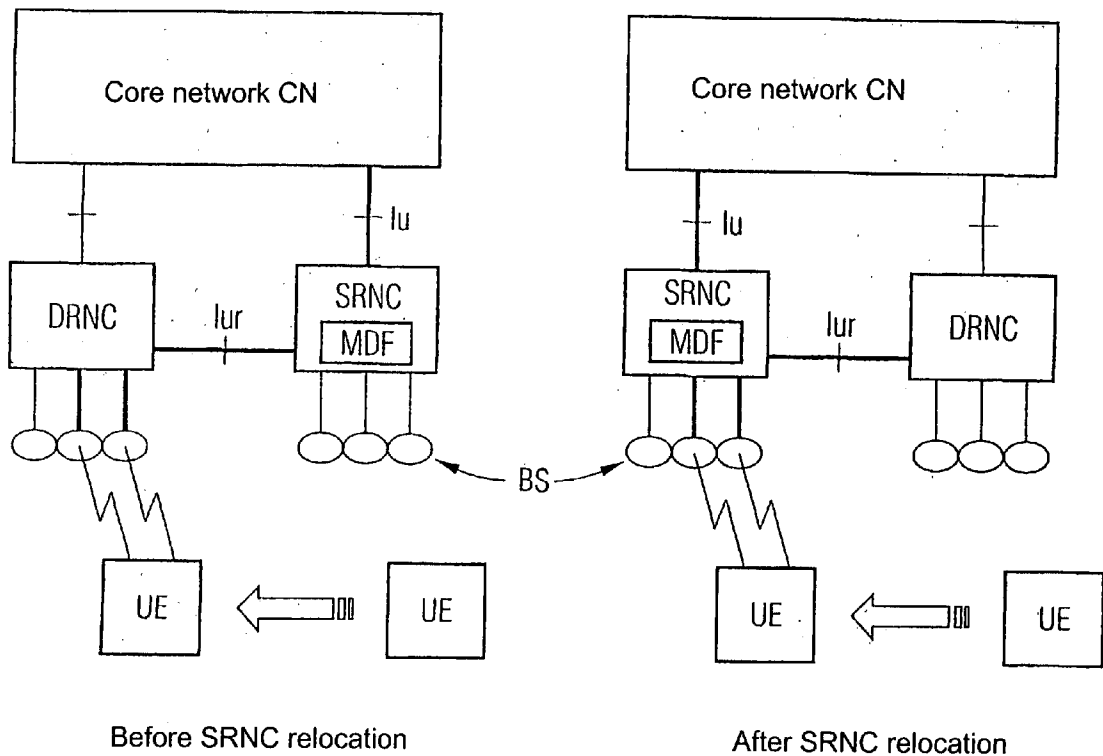 Core network CN
Core network CN
Iu
Iu
DRNC
Iur
SRNC
MDF
SRNC
MDF
Iur
DRNC
BS
UE
UE
UE
UE
Before SRNC relocation
After SRNC relocation